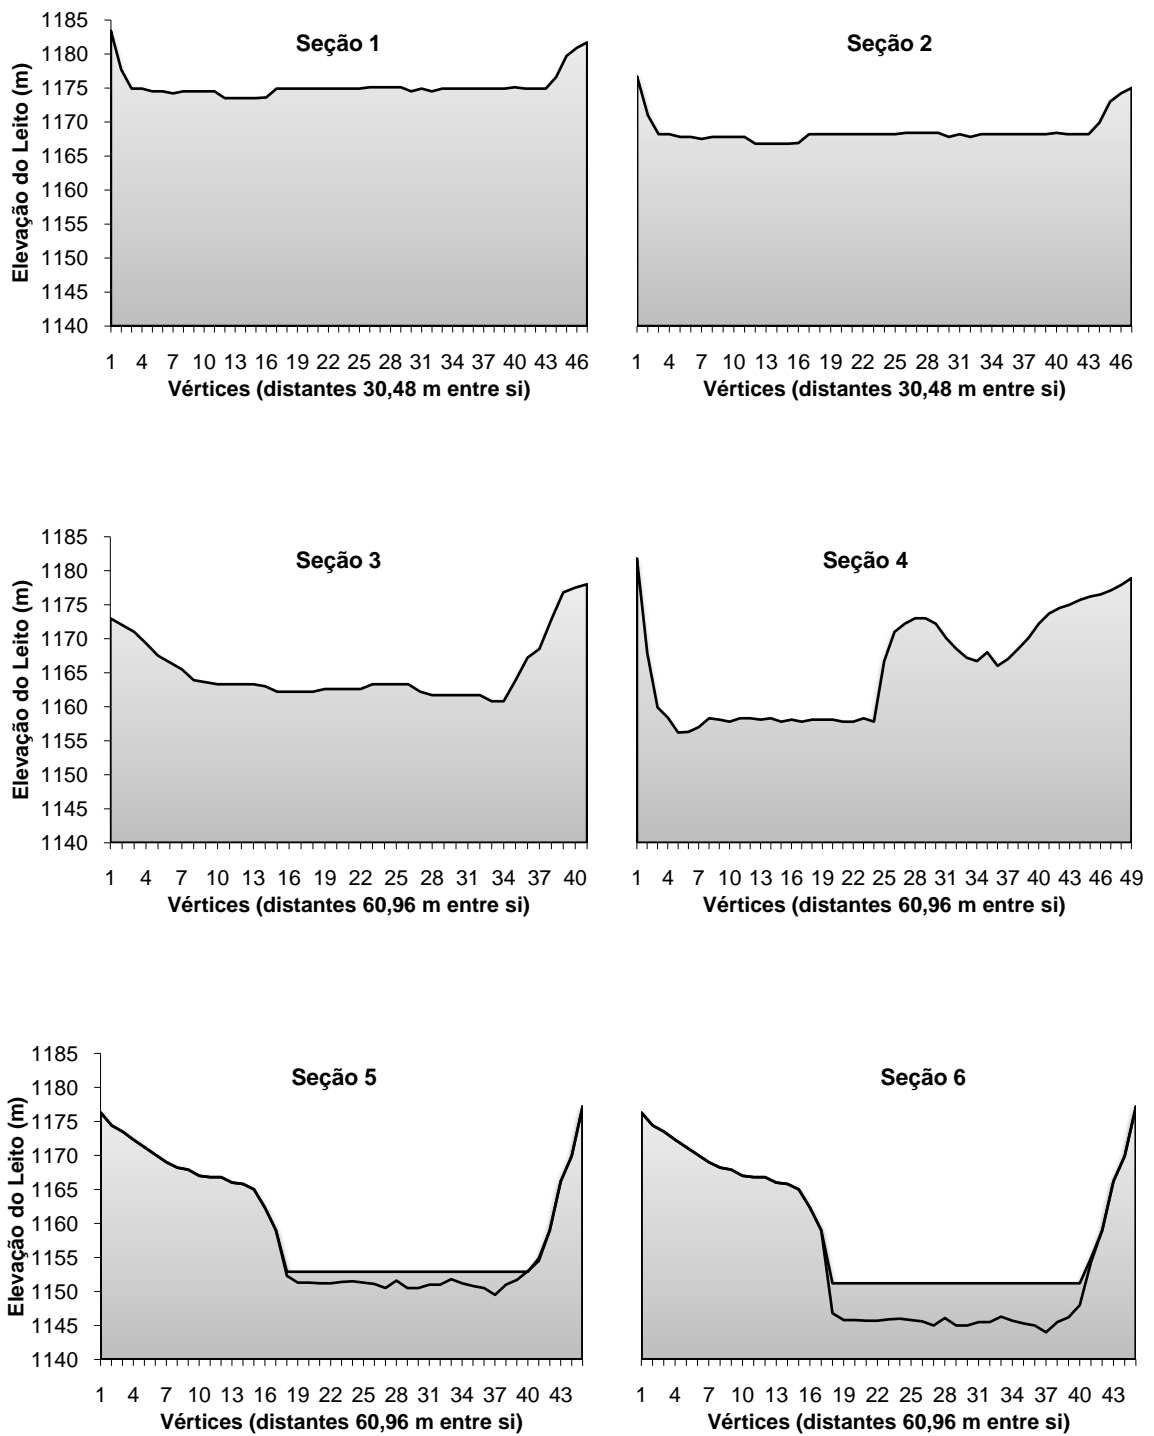 Seção 1
Elevação do Leito (m)
1185
1180
1175
1170
1165
1160
1155
1150
1145
1140
1 4 7 10 13 16 19 22 25 28 31 34 37 40 43 46
Vértices (distantes 30,48 m entre si)
Seção 2
1 4 7 10 13 16 19 22 25 28 31 34 37 40 43 46
Vértices (distantes 30,48 m entre si)
Seção 3
Elevação do Leito (m)
1185
1180
1175
1170
1165
1160
1155
1150
1145
1140
1 4 7 10 13 16 19 22 25 28 31 34 37 40
Vértices (distantes 60,96 m entre si)
Seção 4
1 4 7 10 13 16 19 22 25 28 31 34 37 40 43 46 49
Vértices (distantes 60,96 m entre si)
Seção 5
Elevação do Leito (m)
1185
1180
1175
1170
1165
1160
1155
1150
1145
1140
1 4 7 10 13 16 19 22 25 28 31 34 37 40 43
Vértices (distantes 60,96 m entre si)
Seção 6
1 4 7 10 13 16 19 22 25 28 31 34 37 40 43
Vértices (distantes 60,96 m entre si)